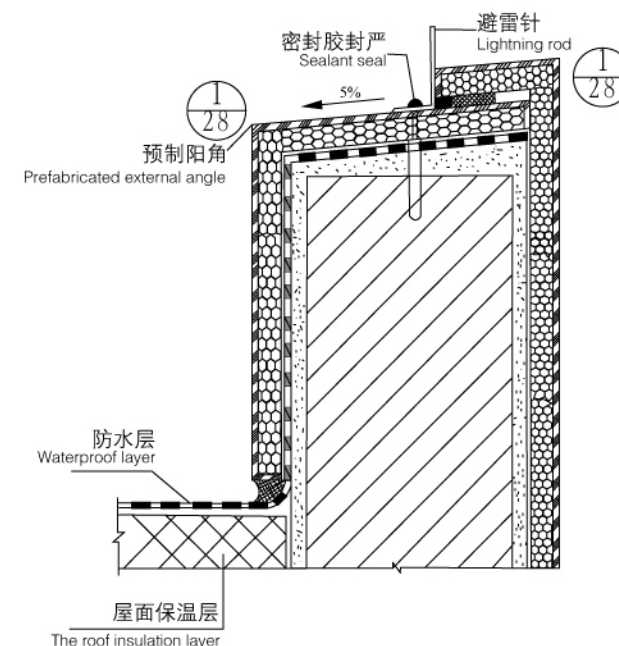 密封胶封严
Sealant seal
避雷针
Lightning rod
1
28
5%
1
28
预制阳角
Prefabricated external angle
防水层
Waterproof layer
屋面保温层
The roof insulation layer